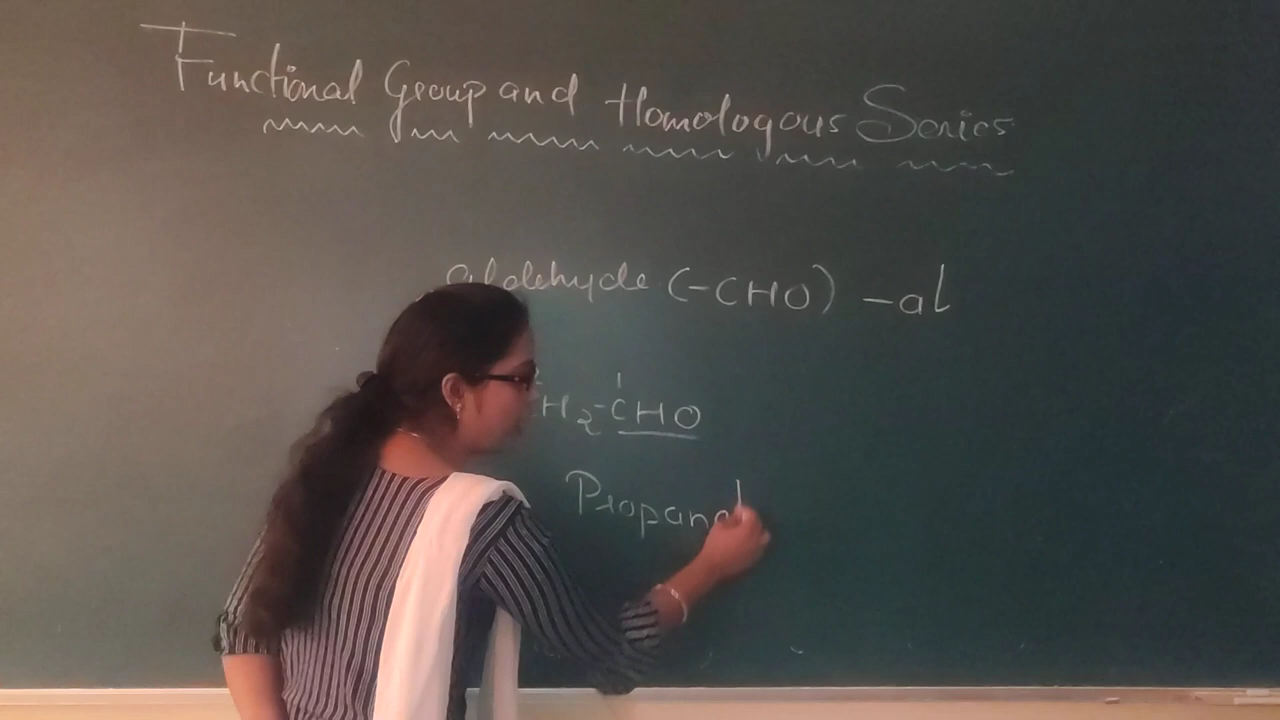 Functional Group and Homologous Series
aldehyde (-CHO) -al
H₂-CHO
Propanal